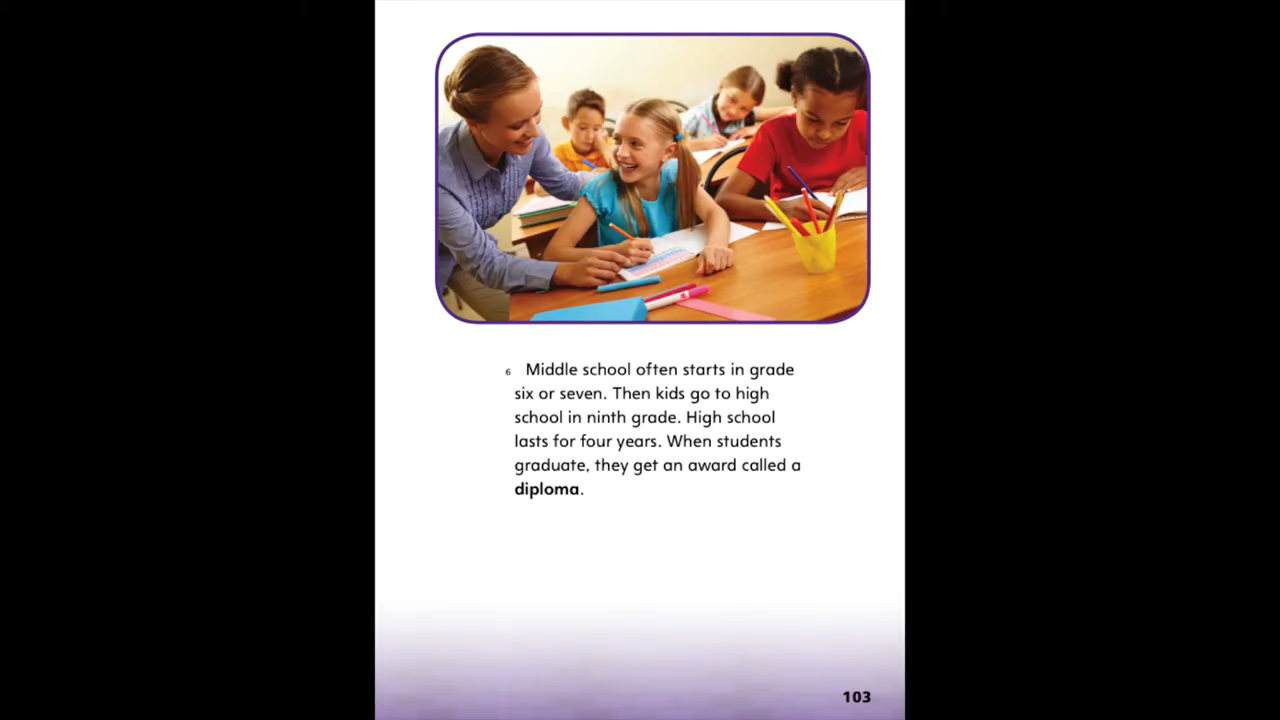 6 Middle school often starts in grade
six or seven. Then kids go to high
school in ninth grade. High school
lasts for four years. When students
graduate, they get an award called a
diploma.
103